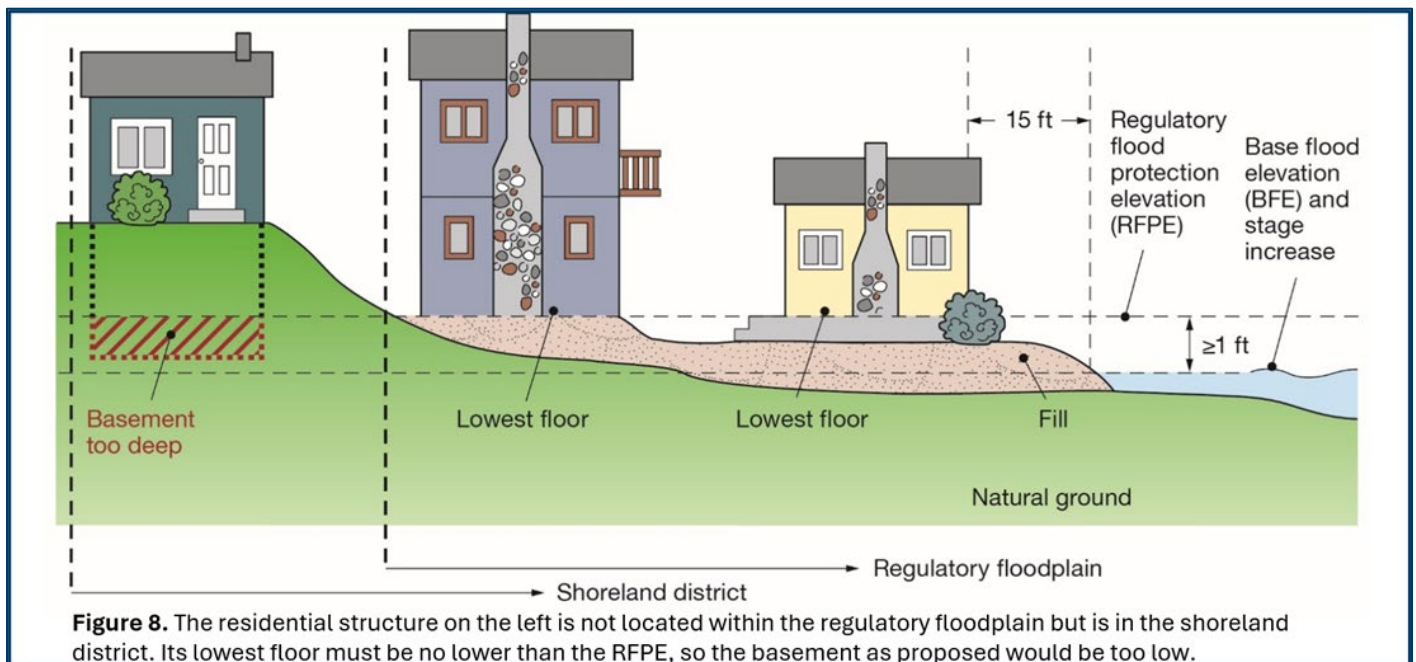 15 ft
Regulatory
flood
protection
elevation
(RFPE)
Base flood
elevation
(BFE) and
stage
increase
≥1 ft
Basement
too deep
Lowest floor
Lowest floor
Fill
Natural ground
Regulatory floodplain
Shoreland district
Figure 8. The residential structure on the left is not located within the regulatory floodplain but is in the shoreland
district. Its lowest floor must be no lower than the RFPE, so the basement as proposed would be too low.